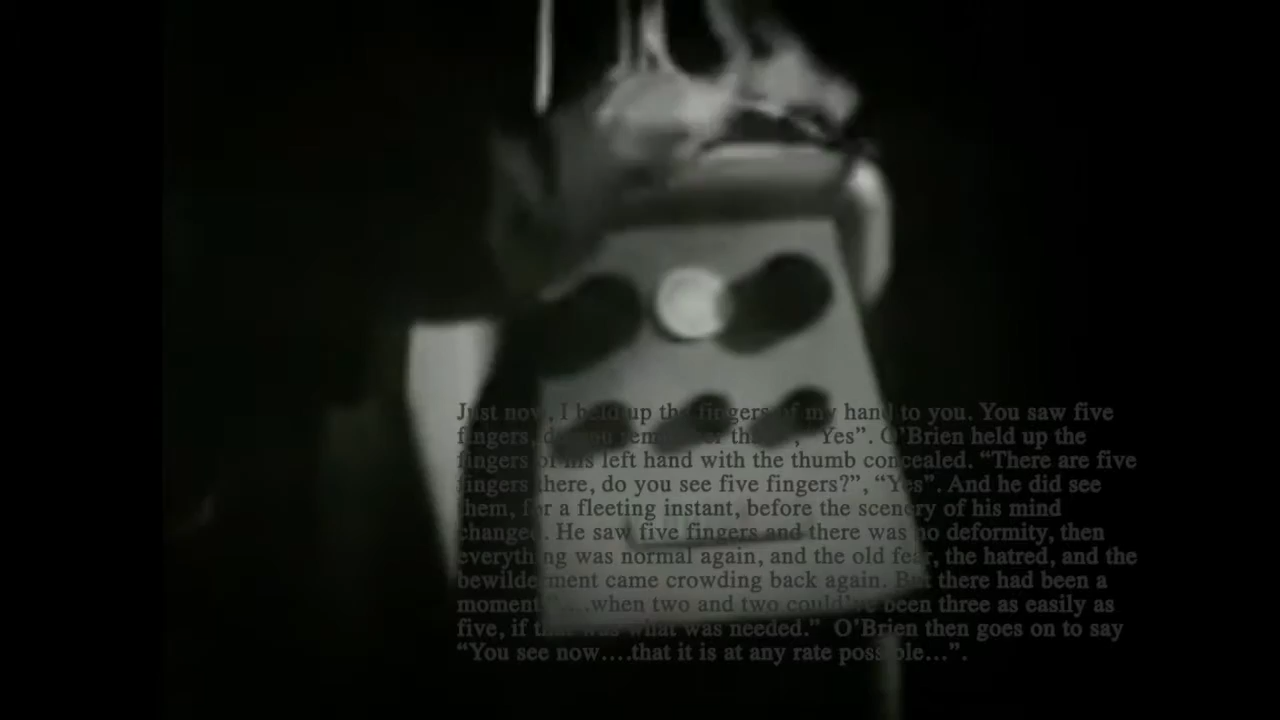 Just now, I held up the fingers of my hand to you. You saw five
fingers, do you remember “Yes”. O’Brien held up the
fingers of his left hand with the thumb concealed. “There are five
fingers there, do you see five fingers?”, “Yes”. And he did see
them, for a fleeting instant, before the scenery of his mind
changed. He saw five fingers and there was no deformity, then
everything was normal again, and the old fear, the hatred, and the
bewilderment came crowding back again. But there had been a
moment “....when two and two could’ve been three as easily as
five, if that was what was needed.” O’Brien then goes on to say
“You see now....that it is at any rate possible...”.